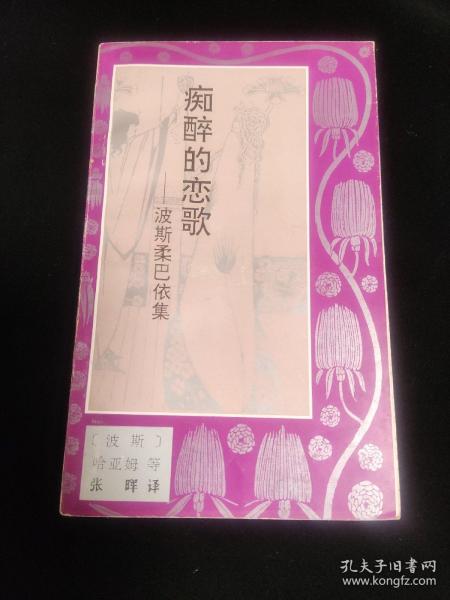 痴醉的恋歌
——波斯柔巴依集
〔波斯〕
哈亚姆等
张晖译
孔夫子旧书网
www.kongfz.com